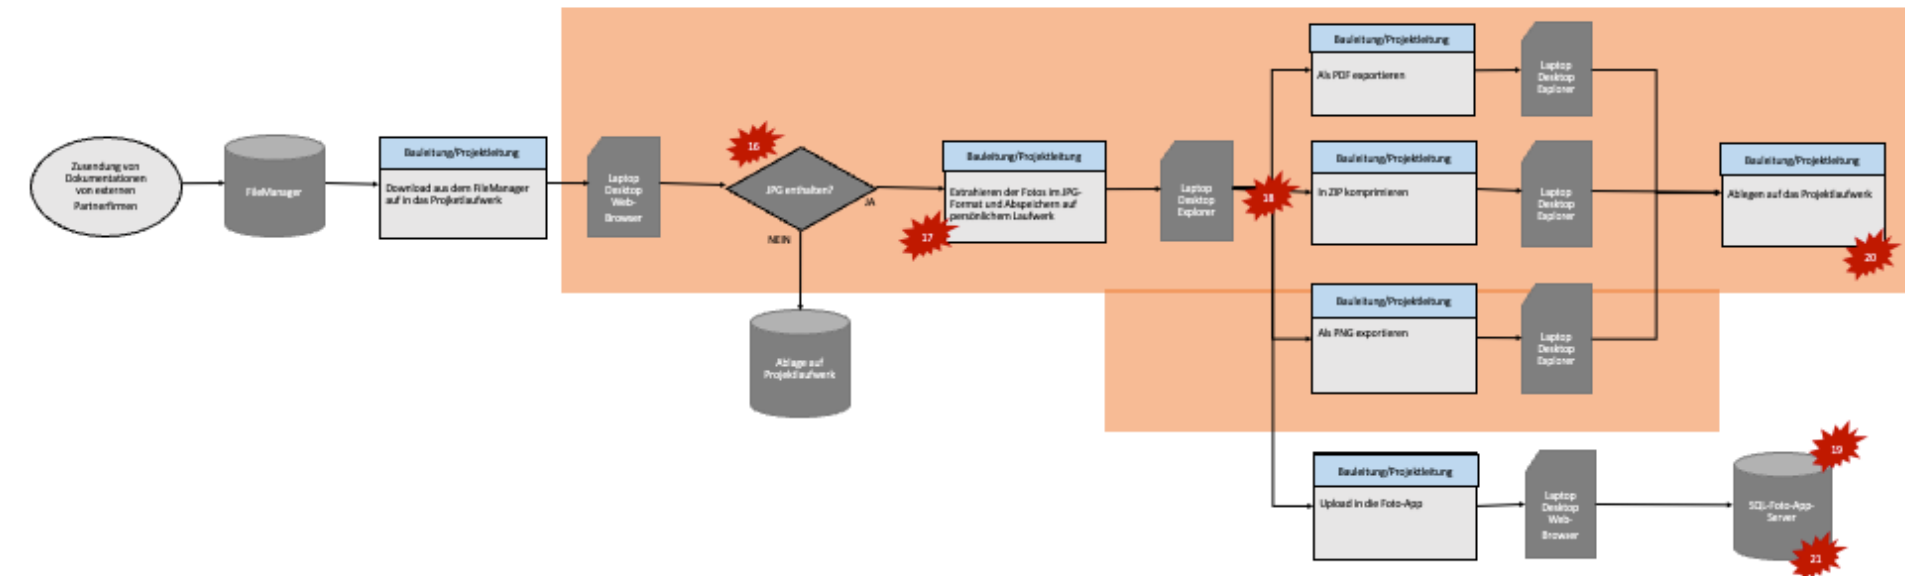 Zusendung von
Dokumentationen
von externen
Partnerfirmen
FileManager
Bauleitung/Projektleitung
Download aus dem FileManager
auf in das Projketlaufwerk
Laptop
Desktop
Web-
Browser
16
JPG enthalten?
JA
NEIN
Ablage auf
Projektlaufwerk
Bauleitung/Projektleitung
Extrahieren der Fotos im JPG-
Format und Abspeichern auf
persönlichem Laufwerk
17
Laptop
Desktop
Explorer
18
Bauleitung/Projektleitung
Als PDF exportieren
Laptop
Desktop
Explorer
Bauleitung/Projektleitung
In ZIP komprimieren
Laptop
Desktop
Explorer
Bauleitung/Projektleitung
Ablegen auf das Projektlaufwerk
20
Bauleitung/Projektleitung
Als PNG exportieren
Laptop
Desktop
Explorer
Bauleitung/Projektleitung
Upload in die Foto-App
Laptop
Desktop
Web-
Browser
19
SQL-Foto-App-
Server
21